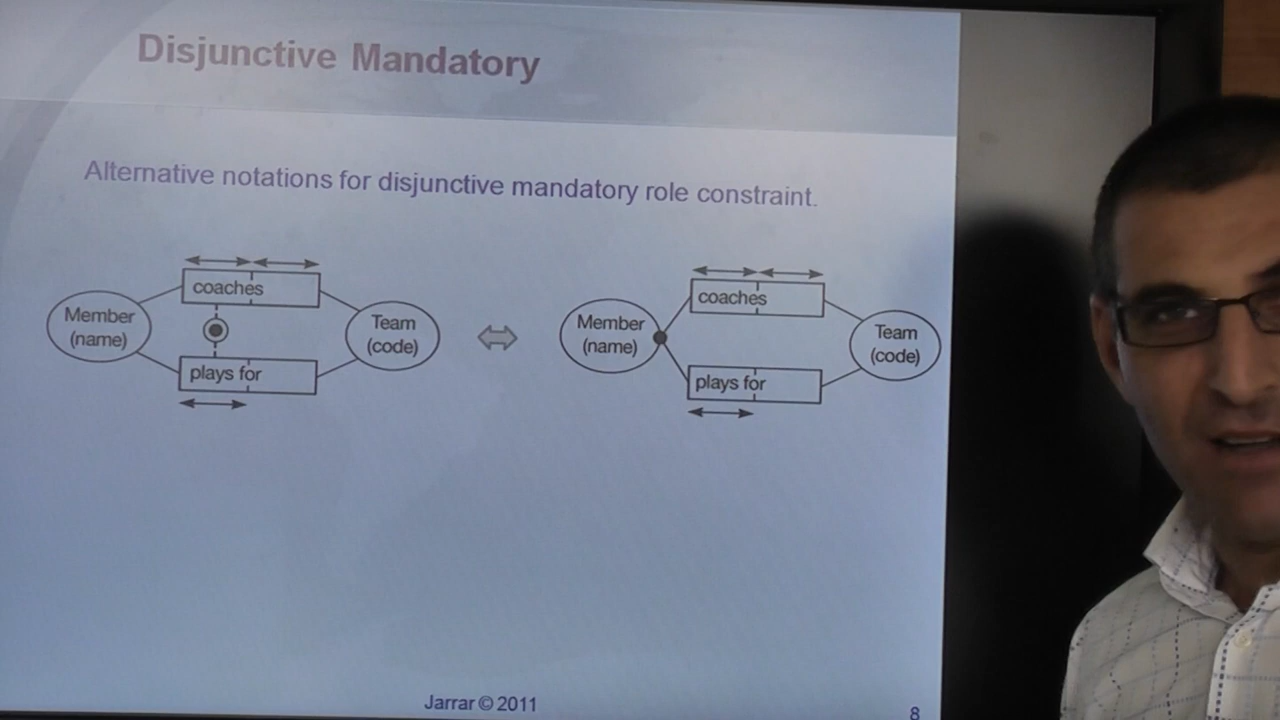 Disjunctive Mandatory
Alternative notations for disjunctive mandatory role constraint.
coaches
Member
(name)
Team
(code)
plays for
coaches
Member
(name)
Team
(code)
plays for
Jarrar © 2011
8